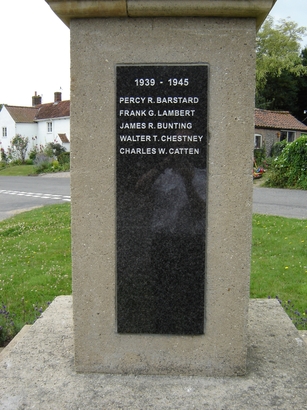 1939 - 1945
PERCY R. BARSTARD
FRANK G. LAMBERT
JAMES R. BUNTING
WALTER T. CHESTNEY
CHARLES W. CATTEN